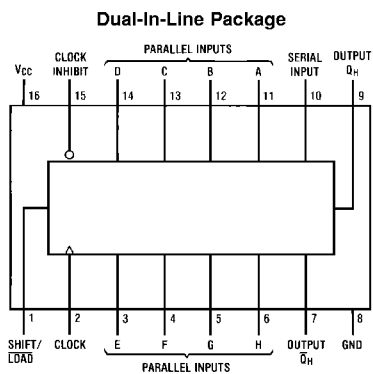 Dual-In-Line Package
PARALLEL INPUTS
CLOCK SERIAL OUTPUT
VCC INHIBIT D C B A INPUT QH
16 15 14 13 12 11 10 9
1 2 3 4 5 6 7 8
SHIFT/ CLOCK E F G H OUTPUT GND
LOAD Q̅H
PARALLEL INPUTS